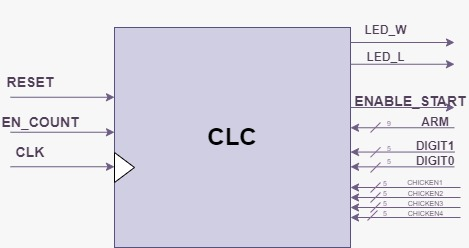 LED_W
LED_L
RESET
ENABLE_START
EN_COUNT
ARM
9
CLC
CLK
DIGIT1
5
DIGIT0
5
CHICKEN1
5
CHICKEN2
5
CHICKEN3
5
CHICKEN4
5